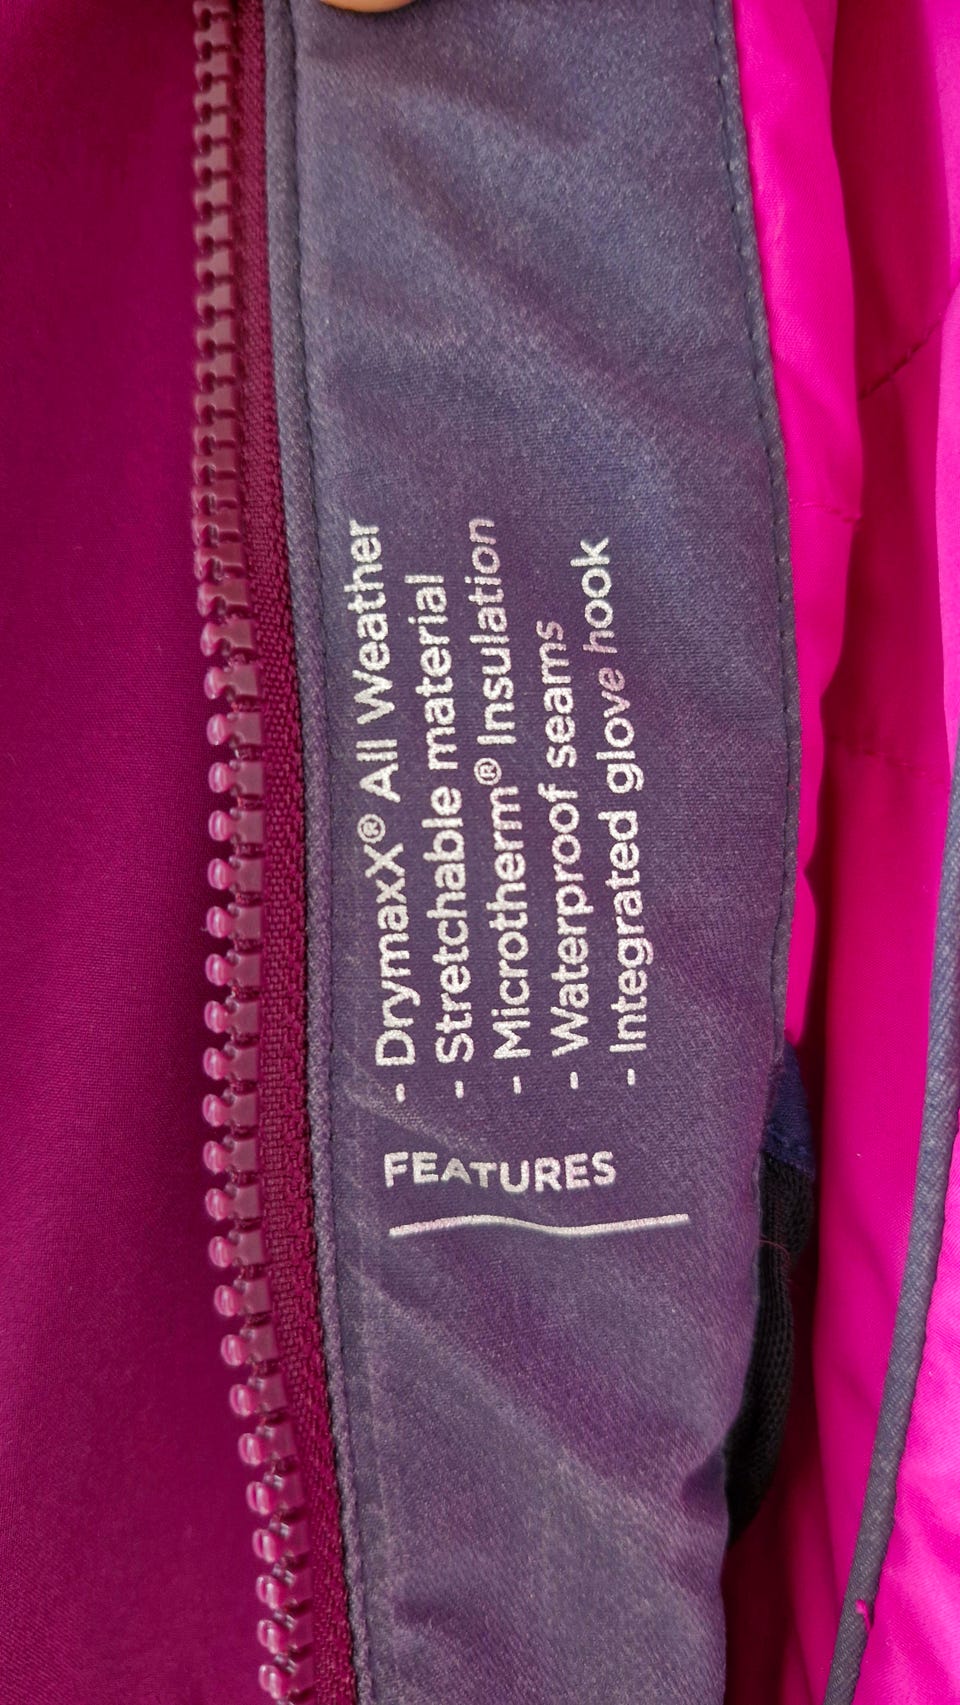 FEATURES
- DrymaxX® All Weather
- Stretchable material
- Microtherm® Insulation
- Waterproof seams
- Integrated glove hook